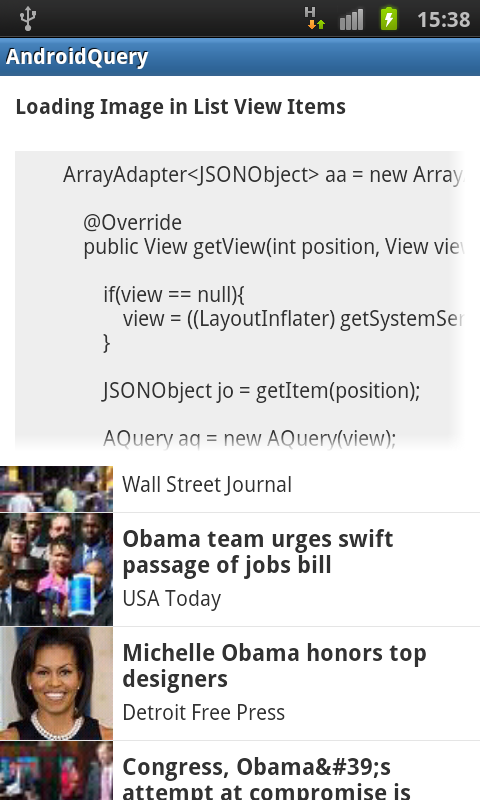 H
15:38
AndroidQuery
Loading Image in List View Items
ArrayAdapter<JSONObject> aa = new Array
@Override
public View getView(int position, View vie
if(view == null){
view = ((LayoutInflater) getSystemSer
}
JSONObject jo = getItem(position);
AQuery aq = new AQuery(view);
Wall Street Journal
Obama team urges swift
passage of jobs bill
USA Today
Michelle Obama honors top
designers
Detroit Free Press
Congress, Obama&#39;s
attempt at compromise is